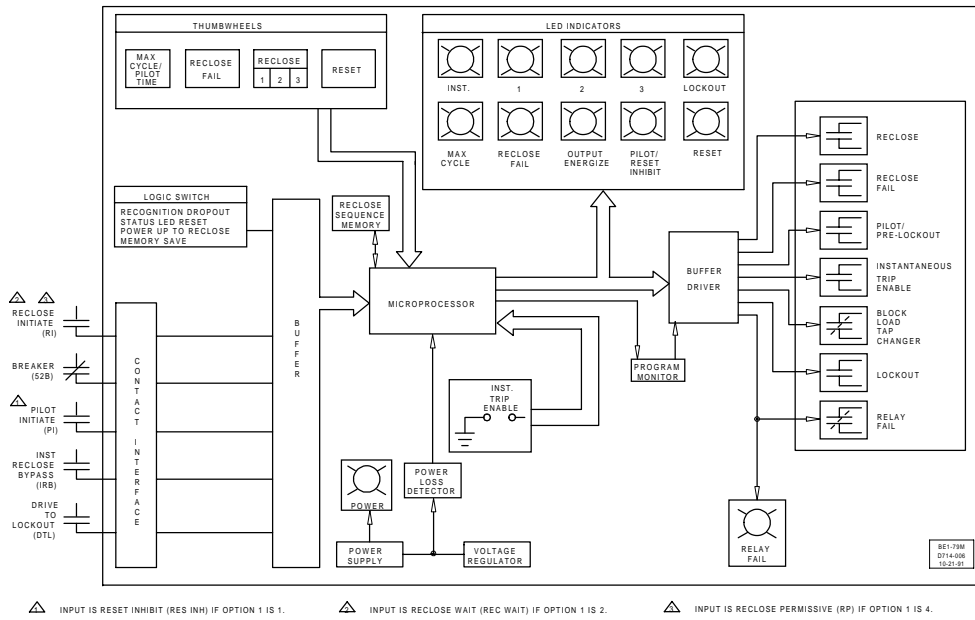 THUMBWHEELS
MAX
CYCLE/
PILOT
TIME
RECLOSE
FAIL
RECLOSE
1 2 3
RESET
LED INDICATORS
INST.
1
2
3
LOCKOUT
MAX
CYCLE
RECLOSE
FAIL
OUTPUT
ENERGIZE
PILOT/
RESET
INHIBIT
RESET
LOGIC SWITCH
RECOGNITION DROPOUT
STATUS LED RESET
POWER UP TO RECLOSE
MEMORY SAVE
RECLOSE
SEQUENCE
MEMORY
BUFFER
MICROPROCESSOR
BUFFER
DRIVER
PROGRAM
MONITOR
INST.
TRIP
ENABLE
POWER
POWER
LOSS
DETECTOR
POWER
SUPPLY
VOLTAGE
REGULATOR
2 3
RECLOSE
INITIATE
(RI)
BREAKER
(52B)
1
PILOT
INITIATE
(PI)
INST
RECLOSE
BYPASS
(IRB)
DRIVE
TO
LOCKOUT
(DTL)
CONTACT INTERFACE
RECLOSE
RECLOSE
FAIL
PILOT/
PRE-LOCKOUT
INSTANTANEOUS
TRIP
ENABLE
BLOCK
LOAD
TAP
CHANGER
LOCKOUT
RELAY
FAIL
RELAY
FAIL
BE1-79M
D714-006
10-21-91
1 INPUT IS RESET INHIBIT (RES INH) IF OPTION 1 IS 1.
2 INPUT IS RECLOSE WAIT (REC WAIT) IF OPTION 1 IS 2.
3 INPUT IS RECLOSE PERMISSIVE (RP) IF OPTION 1 IS 4.